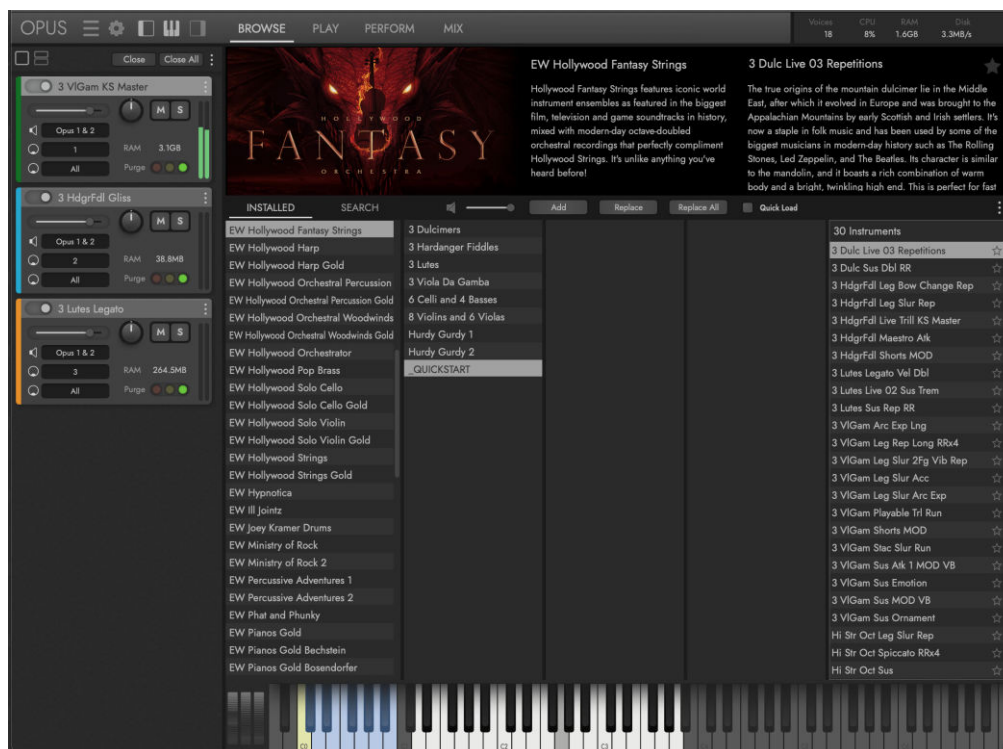 OPUS
BROWSE PLAY PERFORM MIX
Voices CPU RAM Disk
18 8% 1.6GB 3.3MB/s
Close Close All
3 VlGam KS Master
M S
Opus 1 & 2
1 RAM 3.1GB
All Purge
3 HdgrFdl Gliss
M S
Opus 1 & 2
2 RAM 38.8MB
All Purge
3 Lutes Legato
M S
Opus 1 & 2
3 RAM 264.5MB
All Purge
HOLLYWOOD
FANTASY
ORCHESTRA
EW Hollywood Fantasy Strings
Hollywood Fantasy Strings features iconic world
instrument ensembles as featured in the biggest
film, television and game soundtracks in history,
mixed with modern-day octave-doubled
orchestral recordings that perfectly compliment
Hollywood Strings. It's unlike anything you've
heard before!
3 Dulc Live 03 Repetitions
The true origins of the mountain dulcimer lie in the Middle
East, after which it evolved in Europe and was brought to the
Appalachian Mountains by early Scottish and Irish settlers. It's
now a staple in folk music and has been used by some of the
biggest musicians in modern-day history such as The Rolling
Stones, Led Zeppelin, and The Beatles. Its character is similar
to the mandolin, and it boasts a rich combination of warm
body and a bright, twinkling high end. This is perfect for fast
INSTALLED SEARCH Add Replace Replace All Quick Load
EW Hollywood Fantasy Strings
EW Hollywood Harp
EW Hollywood Harp Gold
EW Hollywood Orchestral Percussion
EW Hollywood Orchestral Percussion Gold
EW Hollywood Orchestral Woodwinds
EW Hollywood Orchestral Woodwinds Gold
EW Hollywood Orchestrator
EW Hollywood Pop Brass
EW Hollywood Solo Cello
EW Hollywood Solo Cello Gold
EW Hollywood Solo Violin
EW Hollywood Solo Violin Gold
EW Hollywood Strings
EW Hollywood Strings Gold
EW Hypnotica
EW Ill Jointz
EW Joey Kramer Drums
EW Ministry of Rock
EW Ministry of Rock 2
EW Percussive Adventures 1
EW Percussive Adventures 2
EW Phat and Phunky
EW Pianos Gold
EW Pianos Gold Bechstein
EW Pianos Gold Bosendorfer
3 Dulcimers
3 Hardanger Fiddles
3 Lutes
3 Viola Da Gamba
6 Celli and 4 Basses
8 Violins and 6 Violas
Hurdy Gurdy 1
Hurdy Gurdy 2
_QUICKSTART
30 Instruments
3 Dulc Live 03 Repetitions
3 Dulc Sus Dbl RR
3 HdgrFdl Leg Bow Change Rep
3 HdgrFdl Leg Slur Rep
3 HdgrFdl Live Trill KS Master
3 HdgrFdl Maestro Atk
3 HdgrFdl Shorts MOD
3 Lutes Legato Vel Dbl
3 Lutes Live 02 Sus Trem
3 Lutes Sus Rep RR
3 VlGam Arc Exp Lng
3 VlGam Leg Rep Long RRx4
3 VlGam Leg Slur 2Fg Vib Rep
3 VlGam Leg Slur Acc
3 VlGam Leg Slur Arc Exp
3 VlGam Playable Trl Run
3 VlGam Shorts MOD
3 VlGam Stac Slur Run
3 VlGam Sus Atk 1 MOD VB
3 VlGam Sus Emotion
3 VlGam Sus MOD VB
3 VlGam Sus Ornament
Hi Str Oct Leg Slur Rep
Hi Str Oct Spiccato RRx4
Hi Str Oct Sus
C0
C2